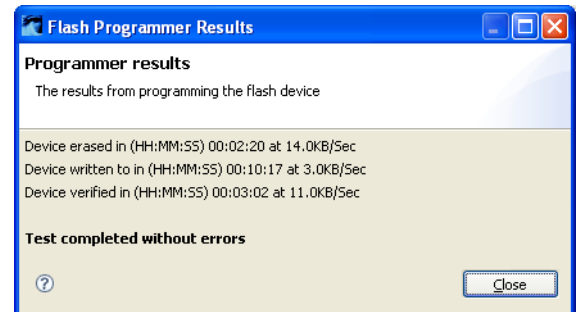 Flash Programmer Results
Programmer results
The results from programming the flash device
Device erased in (HH:MM:SS) 00:02:20 at 14.0KB/Sec
Device written to in (HH:MM:SS) 00:10:17 at 3.0KB/Sec
Device verified in (HH:MM:SS) 00:03:02 at 11.0KB/Sec
Test completed without errors
?
Close